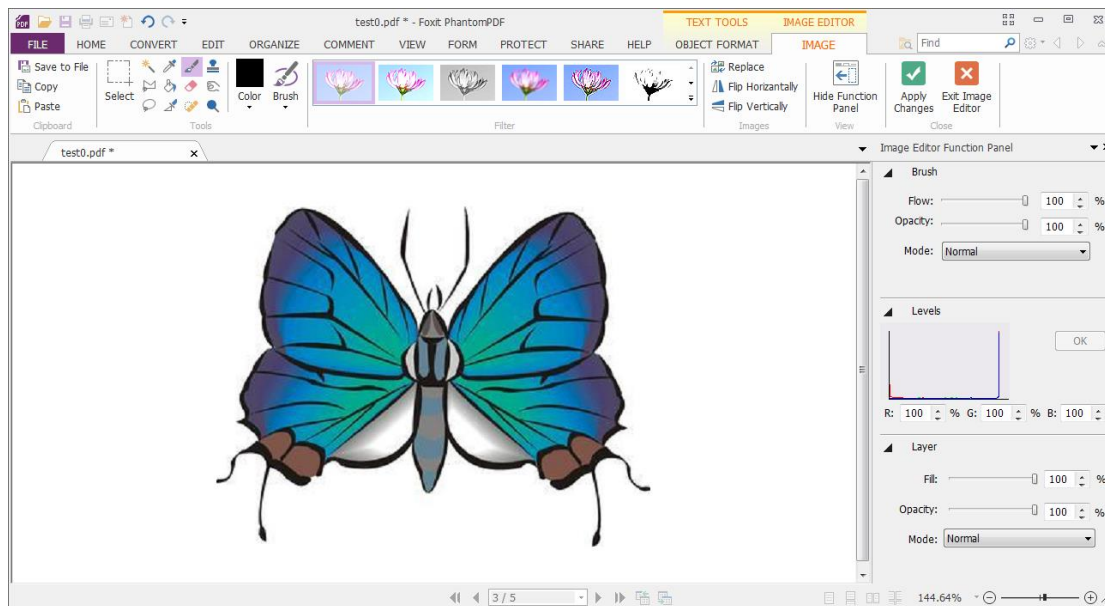 PDF
test0.pdf * - Foxit PhantomPDF
TEXT TOOLS
IMAGE EDITOR
FILE
HOME
CONVERT
EDIT
ORGANIZE
COMMENT
VIEW
FORM
PROTECT
SHARE
HELP
OBJECT FORMAT
IMAGE
Find
Save to File
Copy
Paste
Clipboard
Select
Tools
Color
Brush
Filter
Replace
Flip Horizantally
Flip Vertically
Images
Hide Function
Panel
View
Apply
Changes
Exit Image
Editor
Close
test0.pdf *
Image Editor Function Panel
Brush
Flow: 100 %
Opacity: 100 %
Mode: Normal
Levels
OK
R: 100 % G: 100 % B: 100
Layer
Fill: 100 %
Opacity: 100 %
Mode: Normal
3 / 5
144.64%